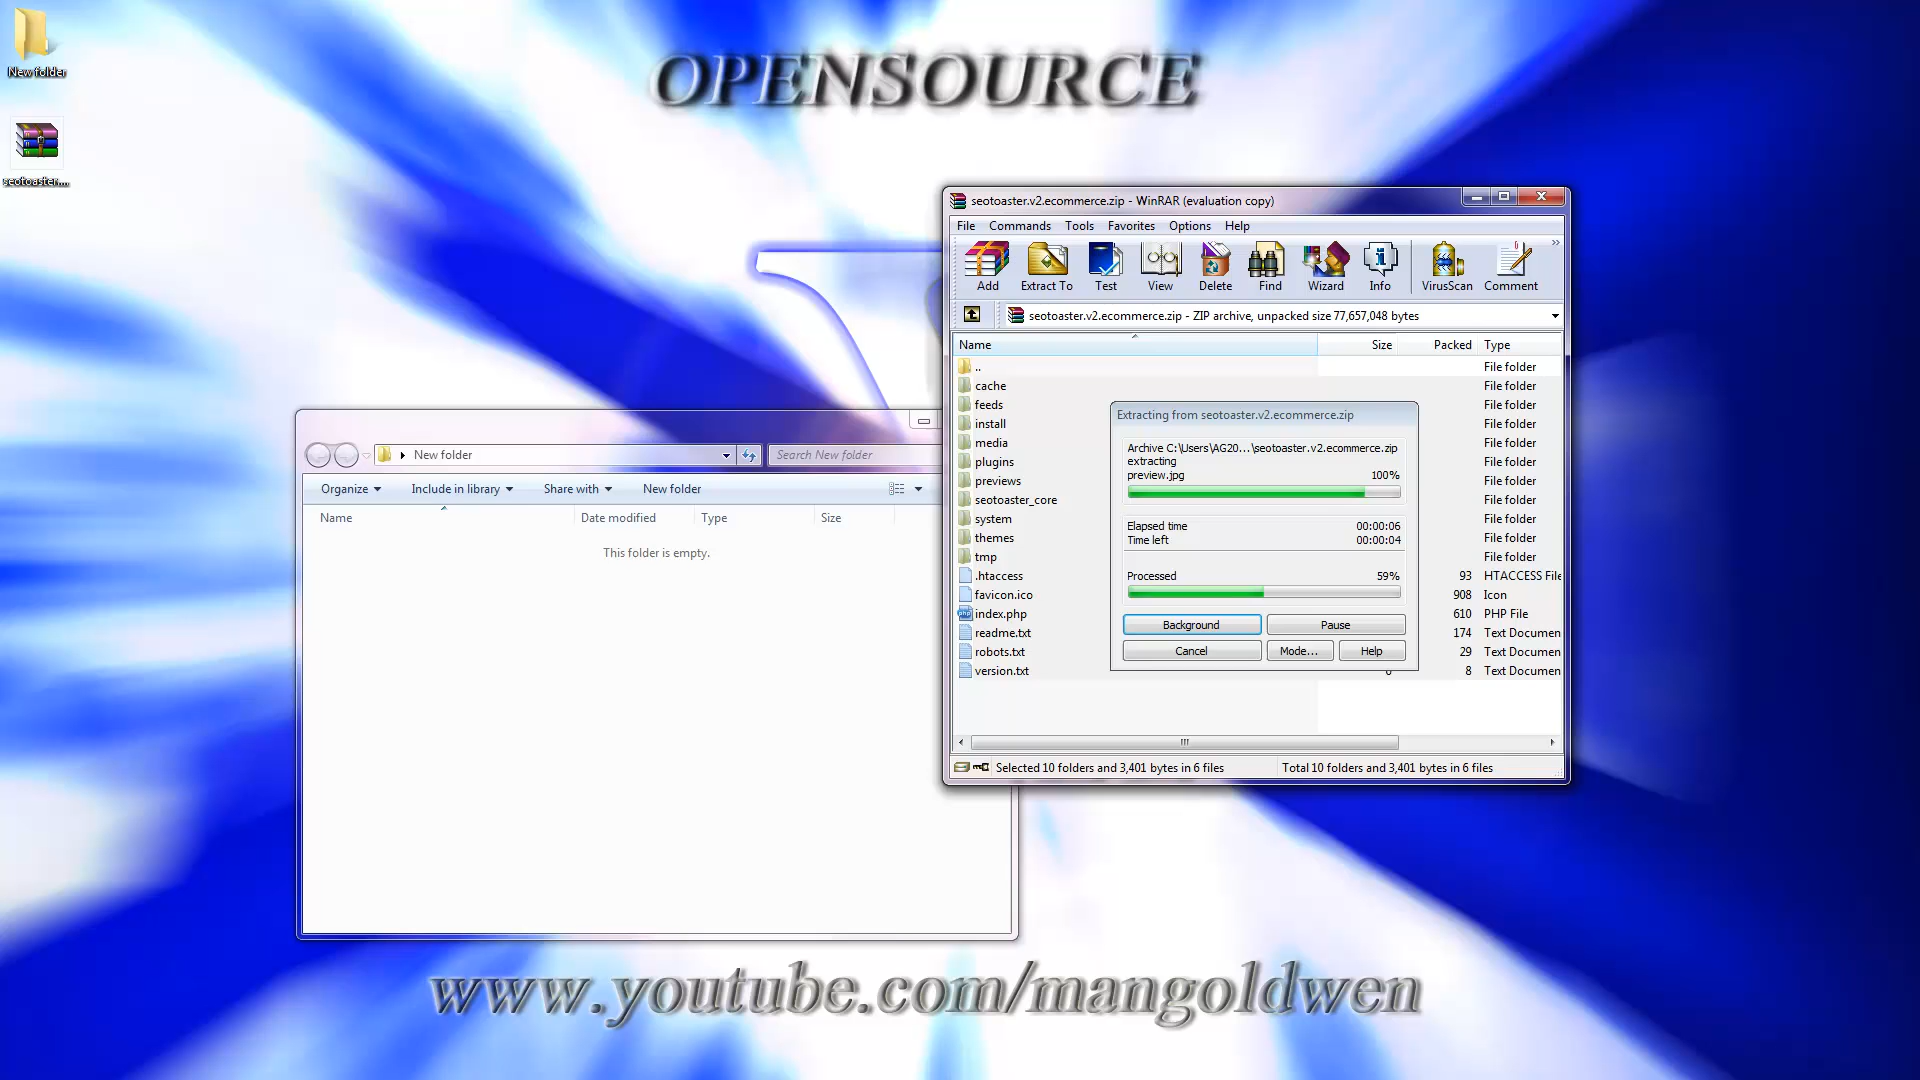 OPENSOURCE
New folder
seotoaster....
seotoaster.v2.ecommerce.zip - WinRAR (evaluation copy)
File Commands Tools Favorites Options Help
Add Extract To Test View Delete Find Wizard Info VirusScan Comment
seotoaster.v2.ecommerce.zip - ZIP archive, unpacked size 77,657,048 bytes
Name Size Packed Type
.. File folder
cache File folder
feeds File folder
install File folder
media File folder
plugins File folder
previews File folder
seotoaster_core File folder
system File folder
themes File folder
tmp File folder
.htaccess 93 HTACCESS File
favicon.ico 908 Icon
index.php 610 PHP File
readme.txt 174 Text Documen
robots.txt 29 Text Documen
version.txt 8 Text Documen
Selected 10 folders and 3,401 bytes in 6 files
Total 10 folders and 3,401 bytes in 6 files
Extracting from seotoaster.v2.ecommerce.zip
Archive C:\Users\AG20...\seotoaster.v2.ecommerce.zip
extracting
preview.jpg 100%
Elapsed time 00:00:06
Time left 00:00:04
Processed 59%
Background Pause
Cancel Mode... Help
New folder
Search New folder
Organize Include in library Share with New folder
Name Date modified Type Size
This folder is empty.
www.youtube.com/mangoldwen